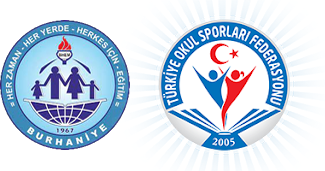 = HER ZAMAN - HER YERDE - HERKES İÇİN - EĞİTİM =
1967
BURHANİYE
TÜRKİYE OKUL SPORLARI FEDERASYONU
2005